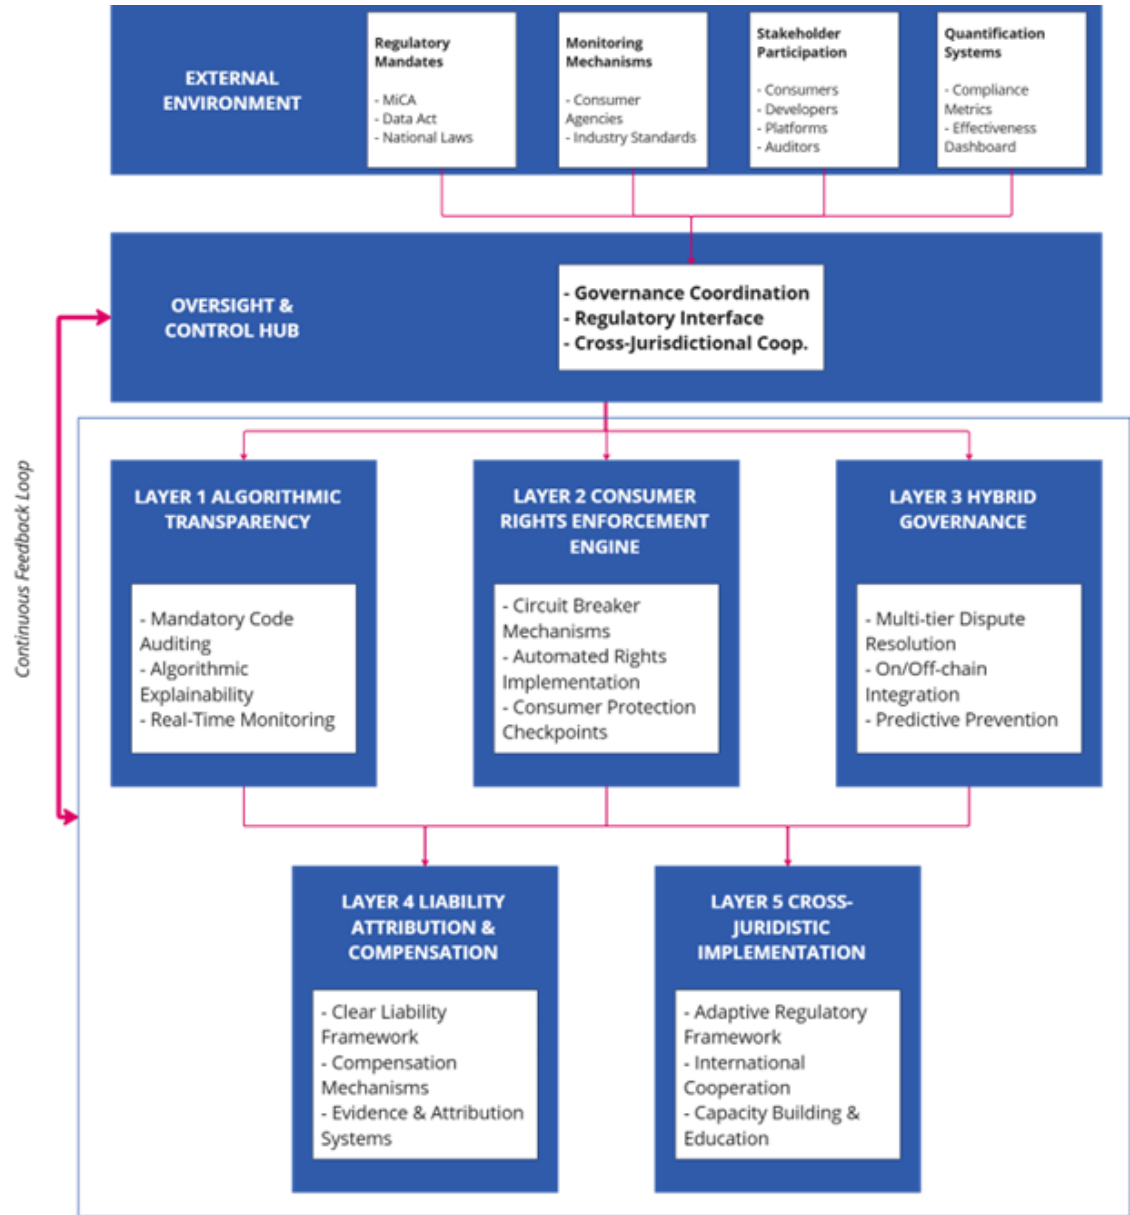 EXTERNAL
ENVIRONMENT
Regulatory
Mandates
- MiCA
- Data Act
- National Laws
Monitoring
Mechanisms
- Consumer
Agencies
- Industry Standards
Stakeholder
Participation
- Consumers
- Developers
- Platforms
- Auditors
Quantification
Systems
- Compliance
Metrics
- Effectiveness
Dashboard
OVERSIGHT &
CONTROL HUB
- Governance Coordination
- Regulatory Interface
- Cross-Jurisdictional Coop.
Continuous Feedback Loop
LAYER 1 ALGORITHMIC
TRANSPARENCY
- Mandatory Code
Auditing
- Algorithmic
Explainability
- Real-Time Monitoring
LAYER 2 CONSUMER
RIGHTS ENFORCEMENT
ENGINE
- Circuit Breaker
Mechanisms
- Automated Rights
Implementation
- Consumer Protection
Checkpoints
LAYER 3 HYBRID
GOVERNANCE
- Multi-tier Dispute
Resolution
- On/Off-chain
Integration
- Predictive Prevention
LAYER 4 LIABILITY
ATTRIBUTION &
COMPENSATION
- Clear Liability
Framework
- Compensation
Mechanisms
- Evidence & Attribution
Systems
LAYER 5 CROSS-
JURIDISTIC
IMPLEMENTATION
- Adaptive Regulatory
Framework
- International
Cooperation
- Capacity Building &
Education